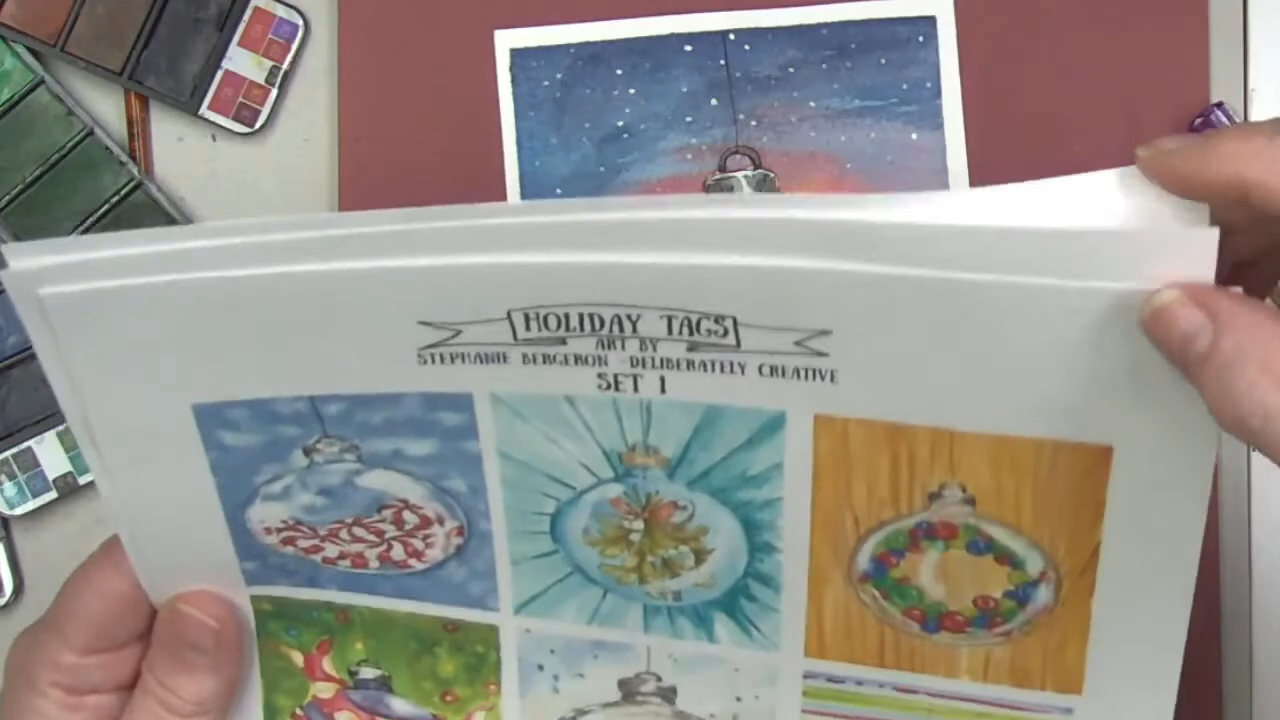 HOLIDAY TAGS
ART BY
STEPHANIE BERGERON -DELIBERATELY CREATIVE
SET 1